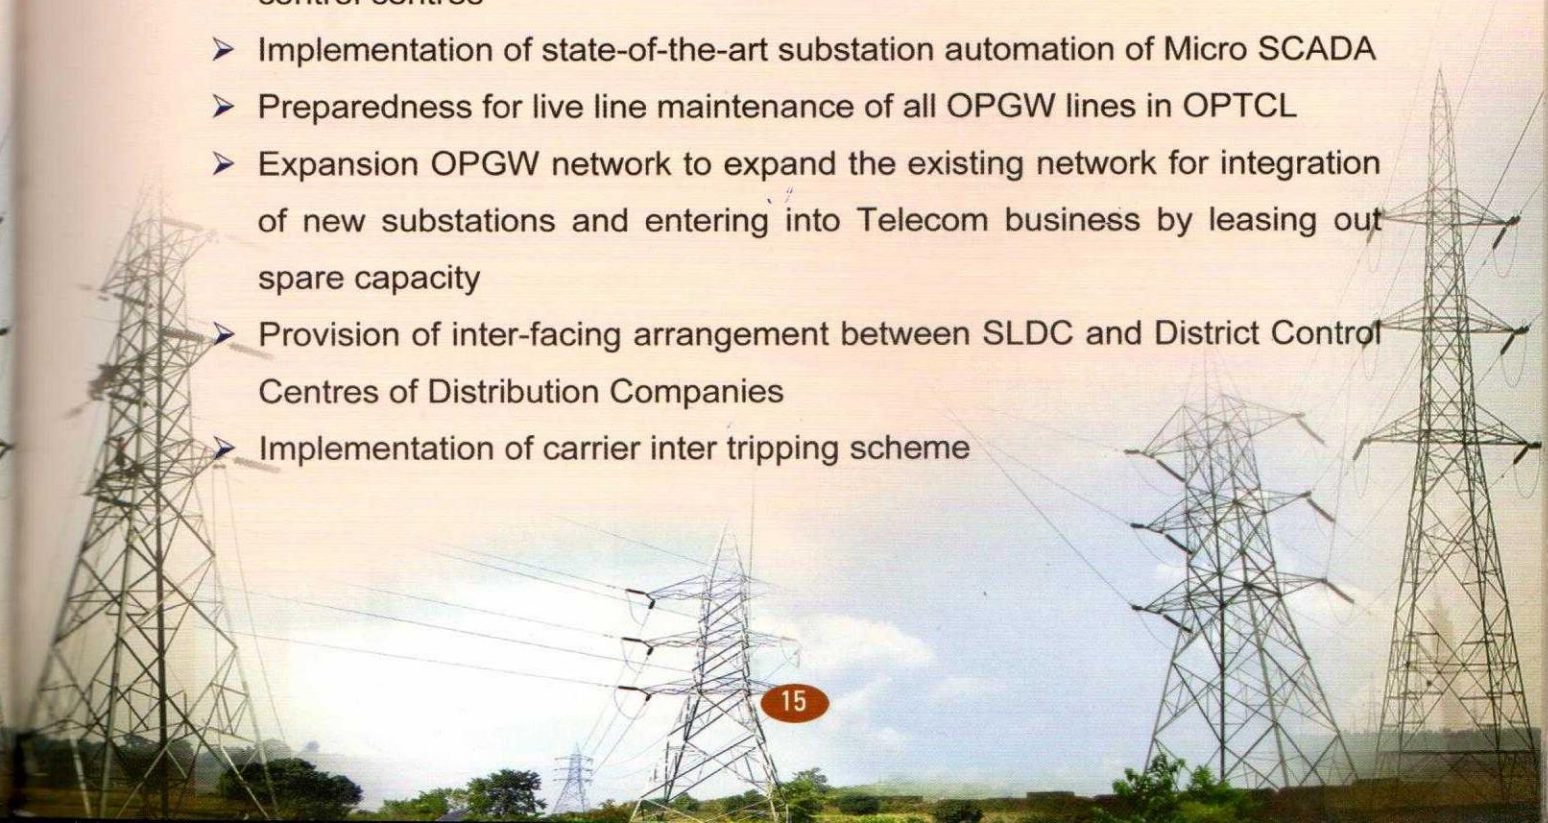 control centres
➢ Implementation of state-of-the-art substation automation of Micro SCADA
➢ Preparedness for live line maintenance of all OPGW lines in OPTCL
➢ Expansion OPGW network to expand the existing network for integration
of new substations and entering into Telecom business by leasing out
spare capacity
➢ Provision of inter-facing arrangement between SLDC and District Control
Centres of Distribution Companies
➢ Implementation of carrier inter tripping scheme
15